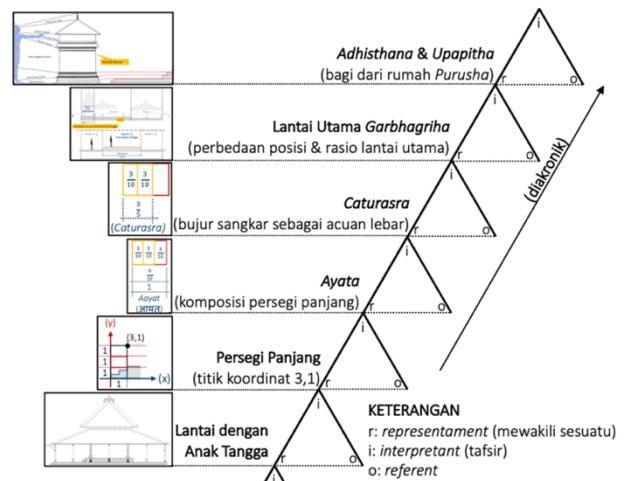 i
Adhisthana & Upapitha
(bagi dari rumah Purusha)
r
o
i
Lantai Utama Garbhagriha
(perbedaan posisi & rasio lantai utama)
r
o
i
(diakronik)
3/10 3/10
3/5
(Caturasra)
Caturasra
(bujur sangkar sebagai acuan lebar)
r
o
i
3/10 3/10 3/10
9/10
1
Aayat
(आयत)
Ayata
(komposisi persegi panjang)
r
o
i
(y)
(3,1)
1
1
1
1
(x)
Persegi Panjang
(titik koordinat 3,1)
r
o
i
Lantai dengan
Anak Tangga
r
o
i
KETERANGAN
r: representament (mewakili sesuatu)
i: interpretant (tafsir)
o: referent